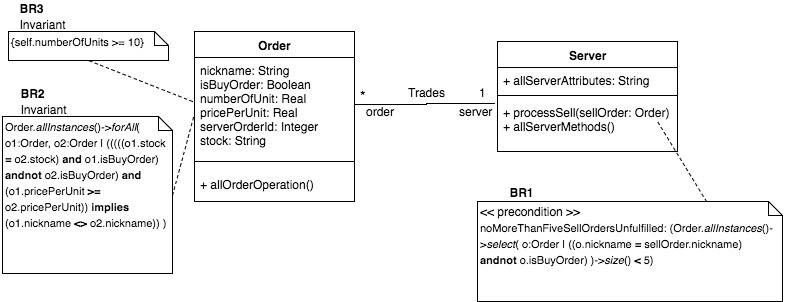 BR3
Invariant
{self.numberOfUnits >= 10}
BR2
Invariant
Order.allInstances()->forAll(
o1:Order, o2:Order I (((((o1.stock
= o2.stock) and o1.isBuyOrder)
andnot o2.isBuyOrder) and
(o1.pricePerUnit >=
o2.pricePerUnit)) implies
(o1.nickname <> o2.nickname)) )
Order
nickname: String
isBuyOrder: Boolean
numberOfUnit: Real
pricePerUnit: Real
serverOrderId: Integer
stock: String
+ allOrderOperation()
* Trades 1
order server
Server
+ allServerAttributes: String
+ processSell(sellOrder: Order)
+ allServerMethods()
BR1
<< precondition >>
noMoreThanFiveSellOrdersUnfulfilled: (Order.allInstances()-
>select( o:Order I ((o.nickname = sellOrder.nickname)
andnot o.isBuyOrder) )->size() < 5)